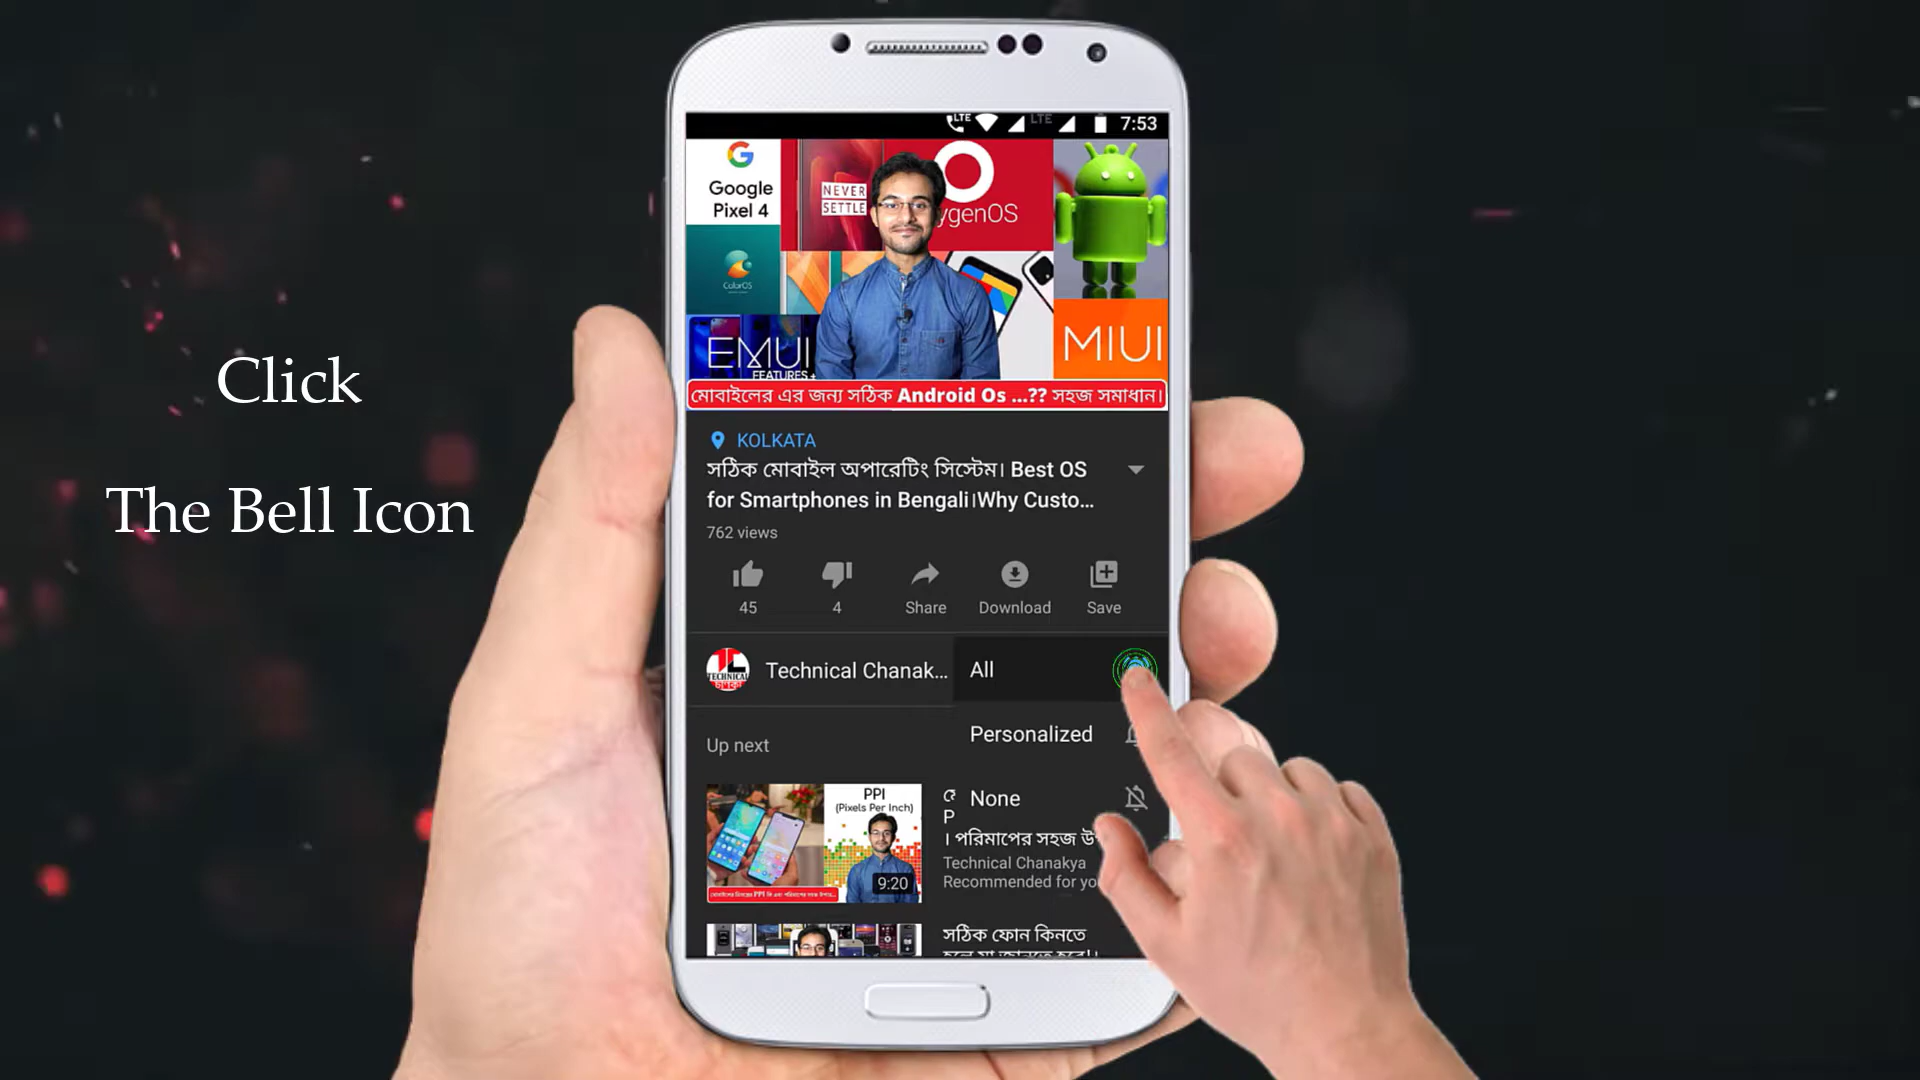 Click
The Bell Icon
LTE
LTE
7:53
Google
Pixel 4
NEVER
SETTLE
ygenOS
ColorOS
EMUI
FEATURES +
MIUI
মোবাইলের এর জন্য সঠিক Android Os ...?? সহজ সমাধান।
KOLKATA
সঠিক মোবাইল অপারেটিং সিস্টেম। Best OS
for Smartphones in Bengali।Why Custo...
762 views
45
4
Share
Download
Save
TECHNICAL
Technical Chanak...
All
Personalized
None
Up next
PPI
(Pixels Per Inch)
9:20
P
। পরিমাপের সহজ
Technical Chanakya
Recommended for yo
সঠিক ফোন কিনতে